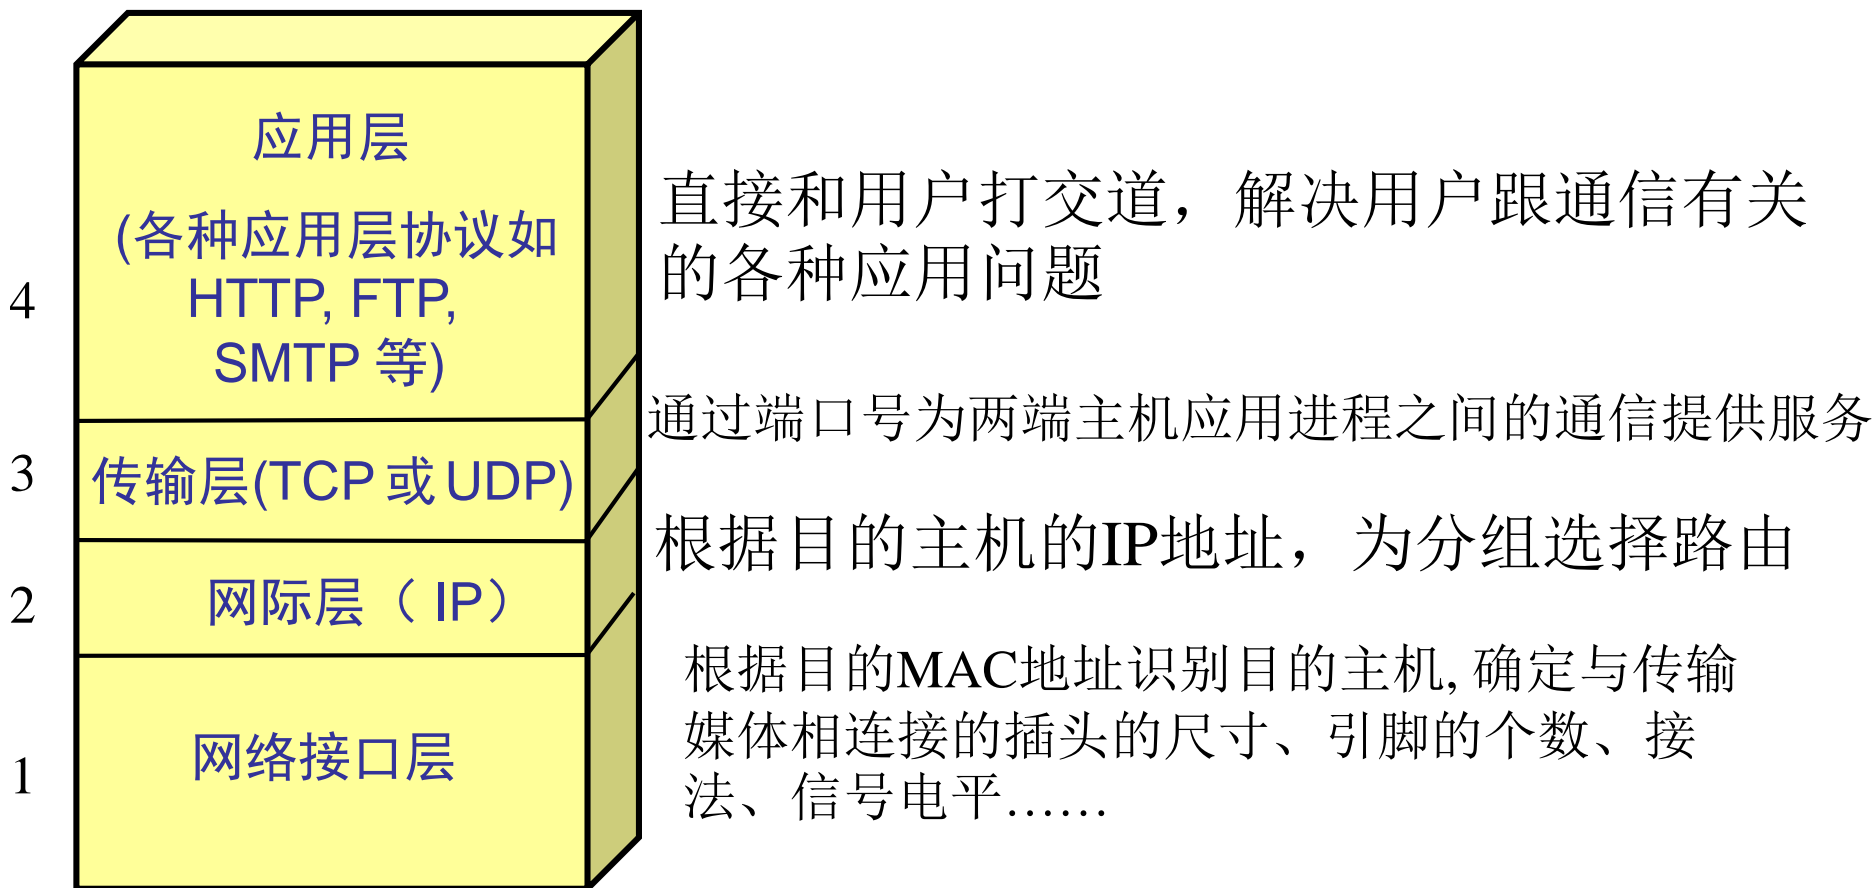 应用层
(各种应用层协议如
HTTP, FTP,
SMTP 等)
4
直接和用户打交道，解决用户跟通信有关
的各种应用问题
通过端口号为两端主机应用进程之间的通信提供服务
3
传输层(TCP 或 UDP)
根据目的主机的IP地址，为分组选择路由
2
网际层（ IP）
根据目的MAC地址识别目的主机, 确定与传输
媒体相连接的插头的尺寸、引脚的个数、接
法、信号电平……
1
网络接口层